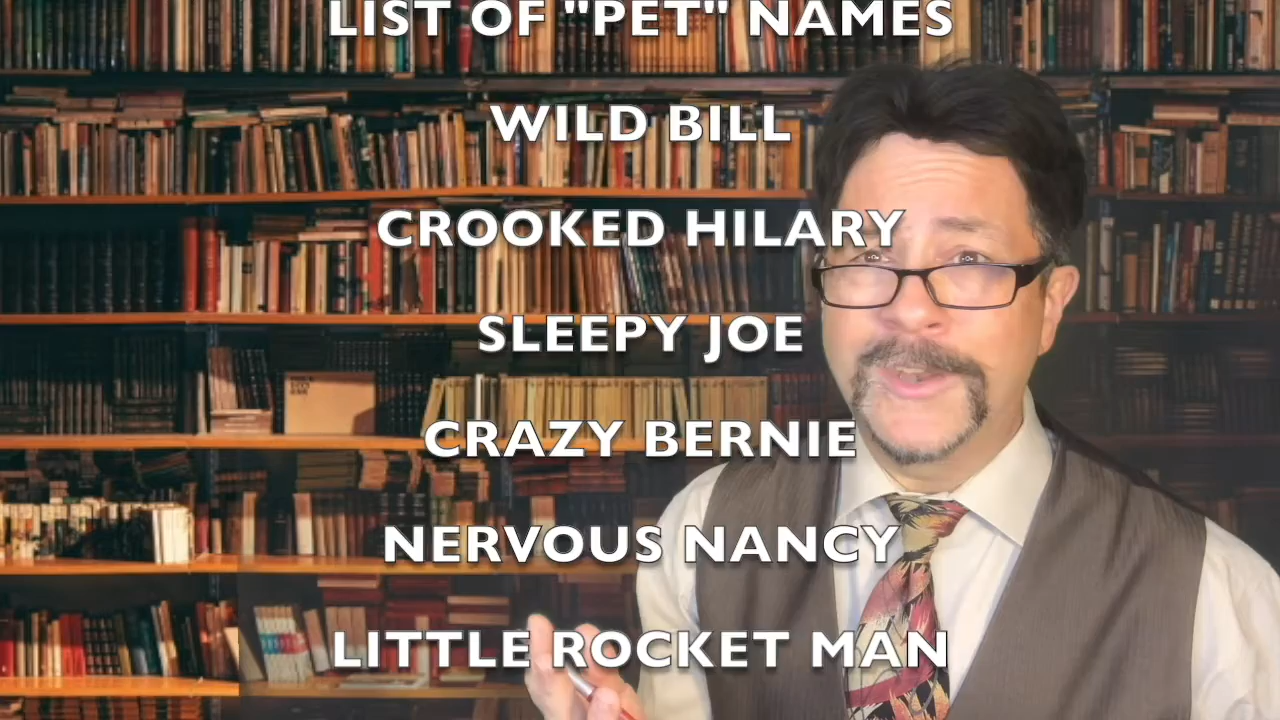 LIST OF "PET" NAMES
WILD BILL
CROOKED HILARY
SLEEPY JOE
CRAZY BERNIE
NERVOUS NANCY
LITTLE ROCKET MAN